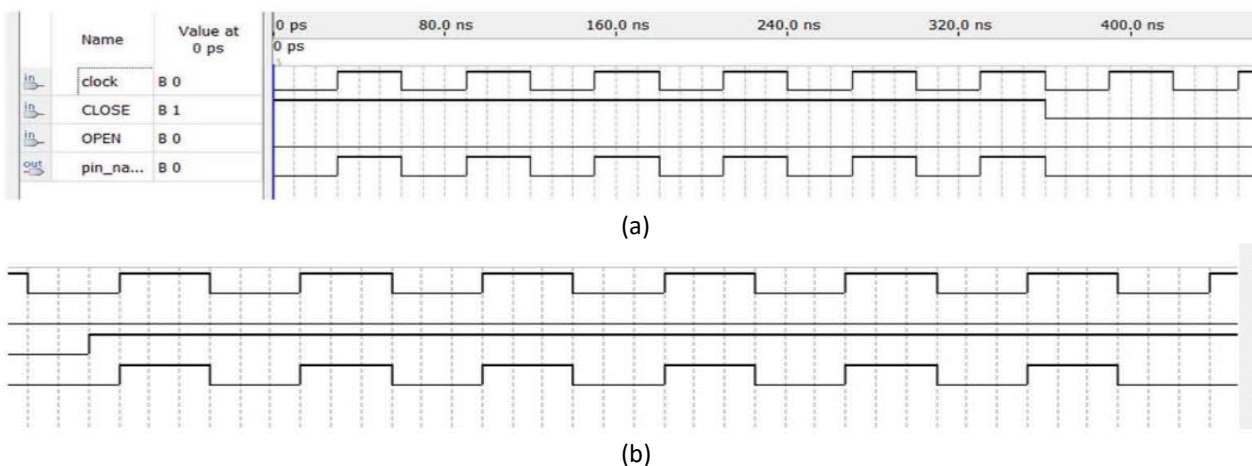 Name Value at 0 ps 0 ps 80.0 ns 160.0 ns 240.0 ns 320.0 ns 400.0 ns
0 ps
in clock B 0
in CLOSE B 1
in OPEN B 0
out pin_na... B 0
(a)
(b)